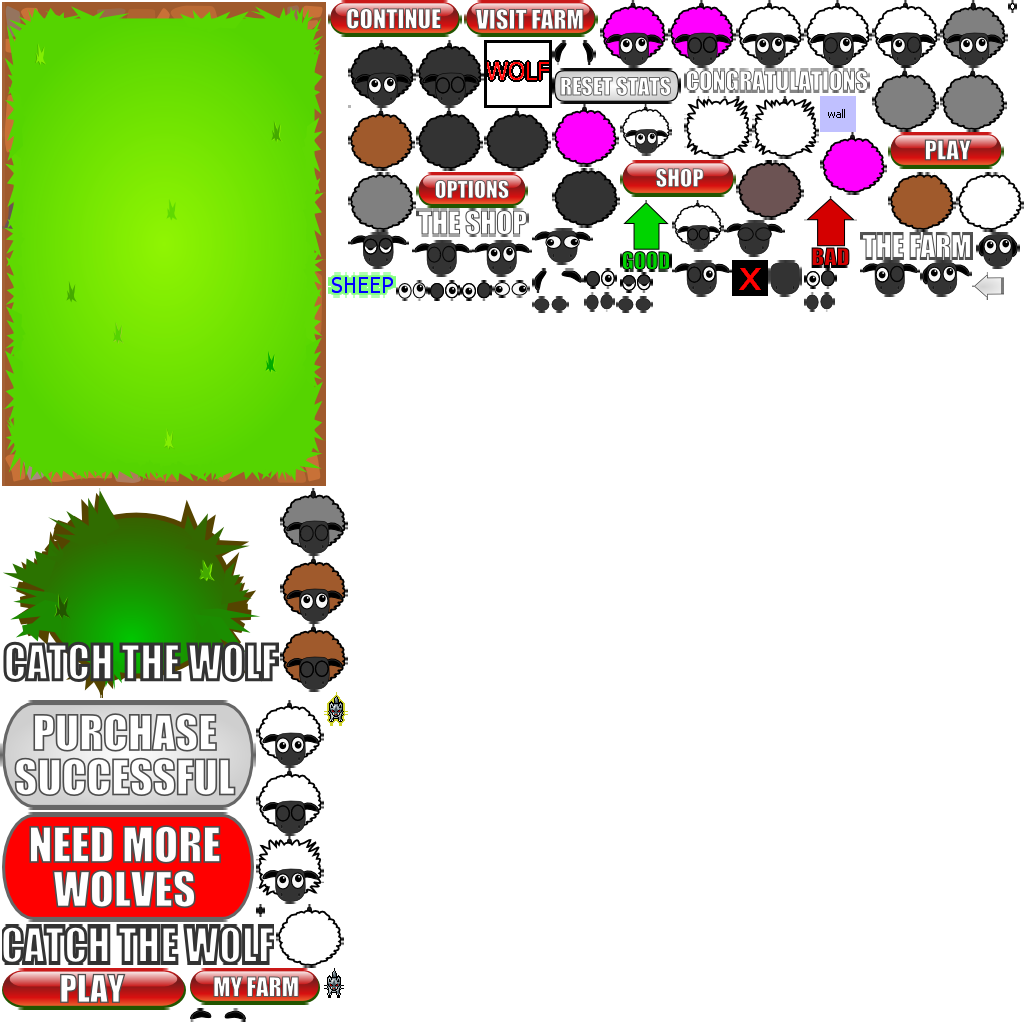 CONTINUE
VISIT FARM
WOLF
RESET STATS
CONGRATULATIONS
wall
PLAY
OPTIONS
SHOP
THE SHOP
GOOD
BAD
THE FARM
SHEEP
X
CATCH THE WOLF
PURCHASE
SUCCESSFUL
NEED MORE
WOLVES
CATCH THE WOLF
PLAY
MY FARM